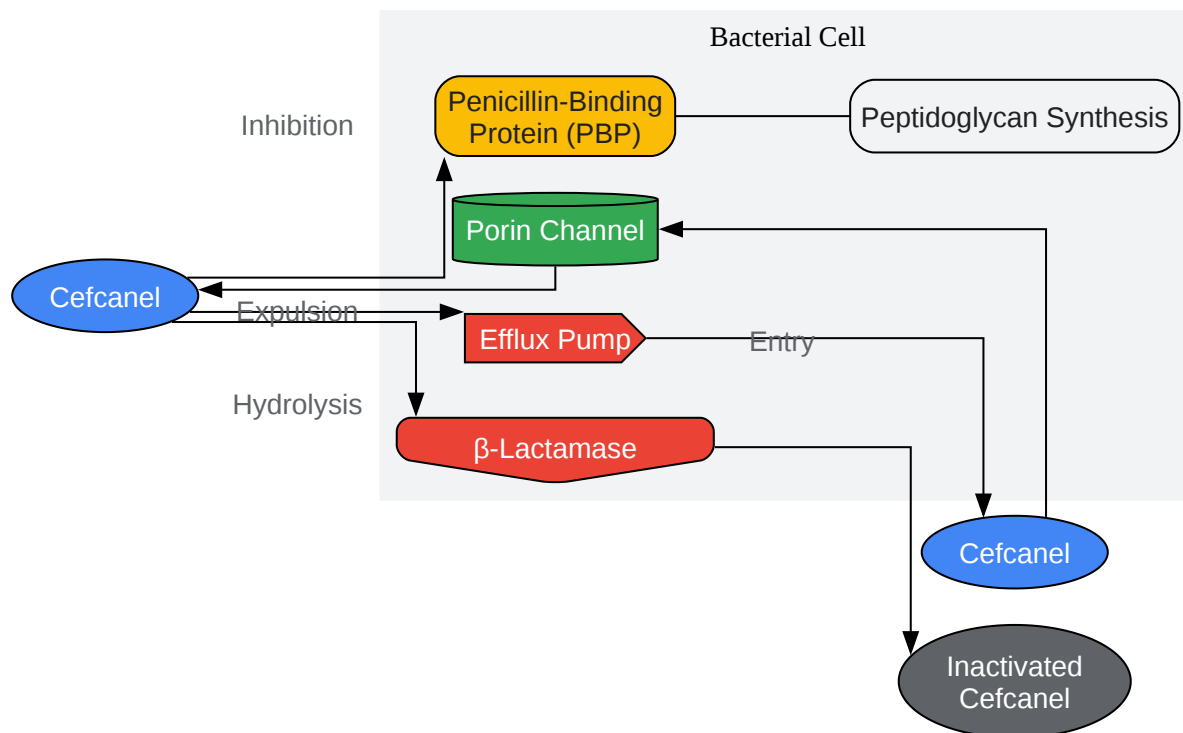 Bacterial Cell
Penicillin-Binding
Protein (PBP)
Peptidoglycan Synthesis
Inhibition
Porin Channel
Cefcanel
Expulsion
Efflux Pump
Entry
Hydrolysis
β-Lactamase
Cefcanel
Inactivated
Cefcanel